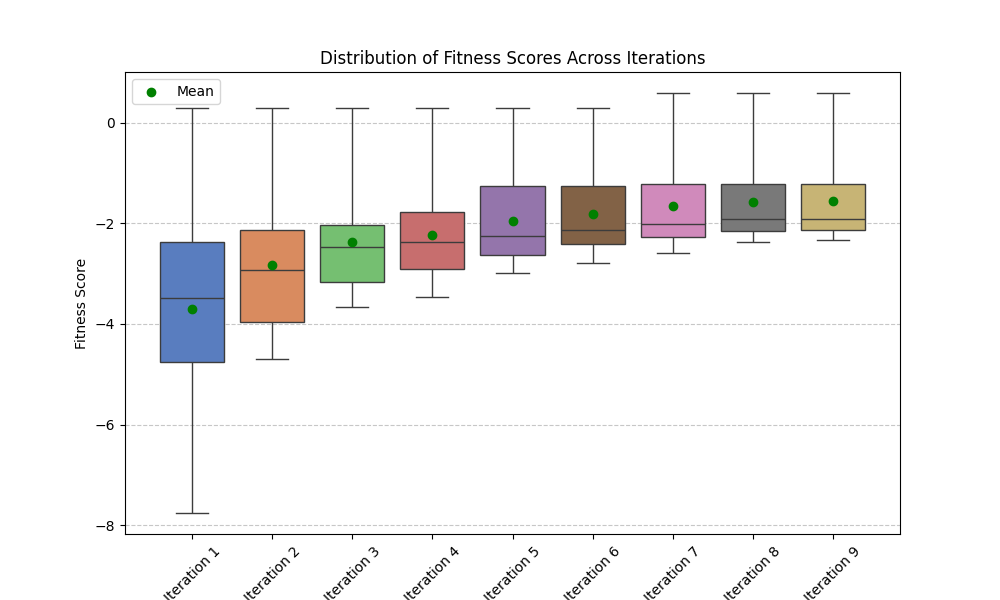 Distribution of Fitness Scores Across Iterations
Mean
Fitness Score
0
−2
−4
−6
−8
Iteration 1
Iteration 2
Iteration 3
Iteration 4
Iteration 5
Iteration 6
Iteration 7
Iteration 8
Iteration 9